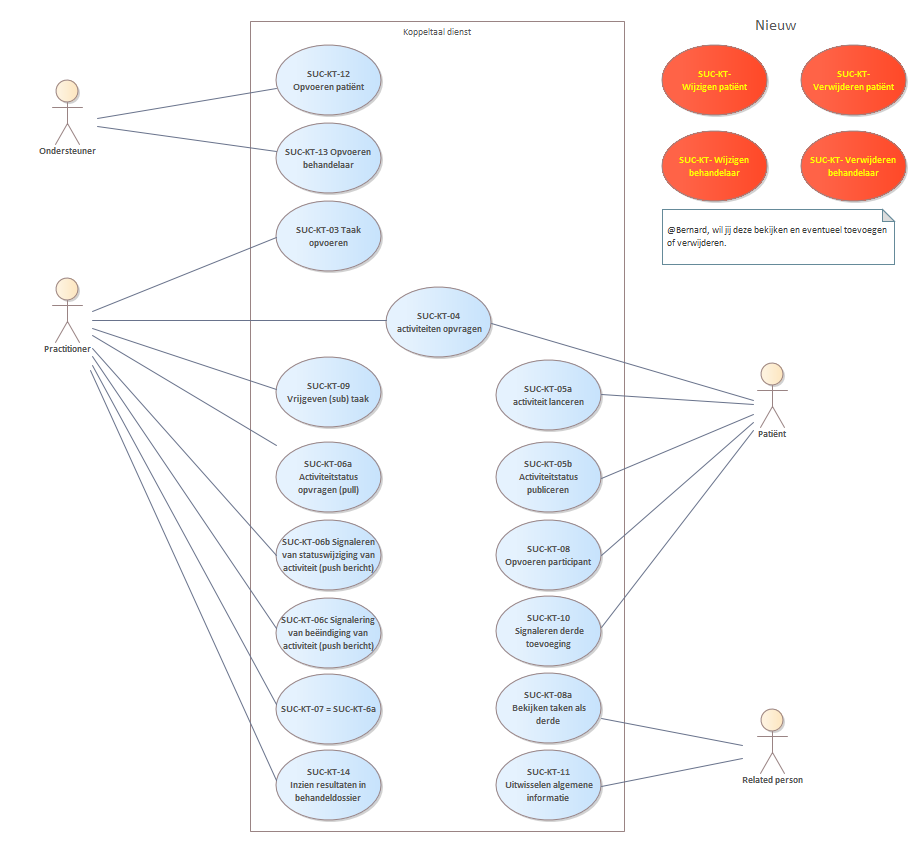 Koppeltaal dienst
Nieuw
SUC-KT-12
Opvoeren patiënt
SUC-KT-
Wijzigen patiënt
SUC-KT-
Verwijderen patiënt
Ondersteuner
SUC-KT-13 Opvoeren
behandelaar
SUC-KT- Wijzigen
behandelaar
SUC-KT- Verwijderen
behandelaar
SUC-KT-03 Taak
opvoeren
@Bernard, wil jij deze bekijken en eventueel toevoegen
of verwijderen.
Practitioner
SUC-KT-04
activiteiten opvragen
SUC-KT-09
Vrijgeven (sub) taak
SUC-KT-05a
activiteit lanceren
Patiënt
SUC-KT-06a
Activiteitstatus
opvragen (pull)
SUC-KT-05b
Activiteitstatus
publiceren
SUC-KT-06b Signaleren
van statuswijziging van
activiteit (push bericht)
SUC-KT-08
Opvoeren participant
SUC-KT-06c Signalering
van beëindiging van
activiteit (push bericht)
SUC-KT-10
Signaleren derde
toevoeging
SUC-KT-07 = SUC-KT-6a
SUC-KT-08a
Bekijken taken als
derde
SUC-KT-14
Inzien resultaten in
behandeldossier
SUC-KT-11
Uitwisselen algemene
informatie
Related person